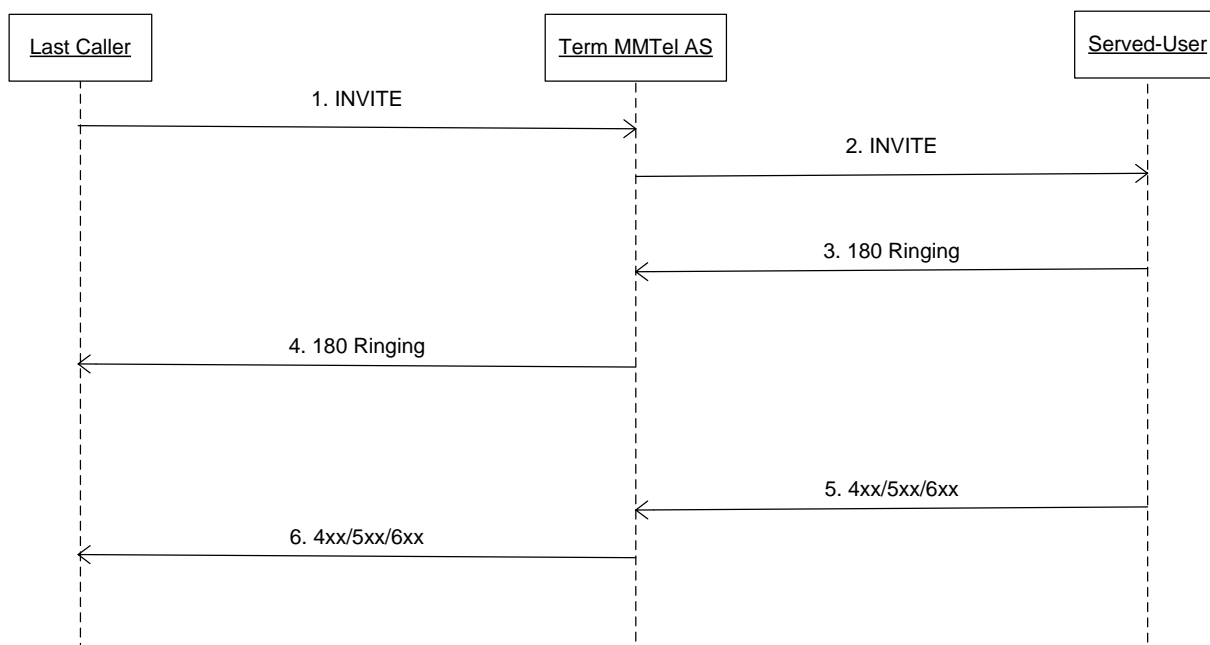 Last Caller
Term MMTel AS
Served-User
1. INVITE
2. INVITE
3. 180 Ringing
4. 180 Ringing
5. 4xx/5xx/6xx
6. 4xx/5xx/6xx